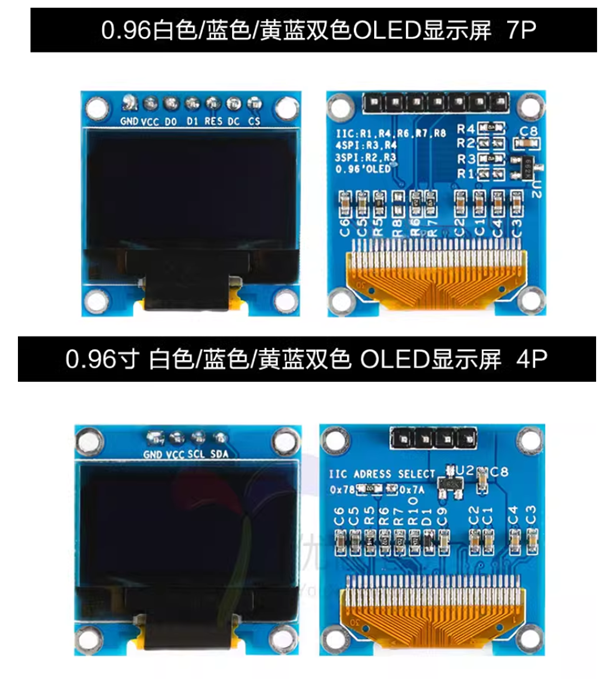 0.96白色/蓝色/黄蓝双色OLED显示屏 7P
GND VCC D0 D1 RES DC CS
IIC:R1,R4,R6,R7,R8
4SPI:R3,R4
3SPI:R2,R3
0.96'OLED
R4
R2
R3
R1
C8
U2
C6 C5 R5 R8 R6 R7 C2 C1 C4 C3
0.96寸 白色/蓝色/黄蓝双色 OLED显示屏 4P
GND VCC SCL SDA
IIC ADRESS SELECT
0x78 0x7A
U2 C8
C6 C5 R5 R6 R7 R10 D1 C9 C2 C1 C4 C3